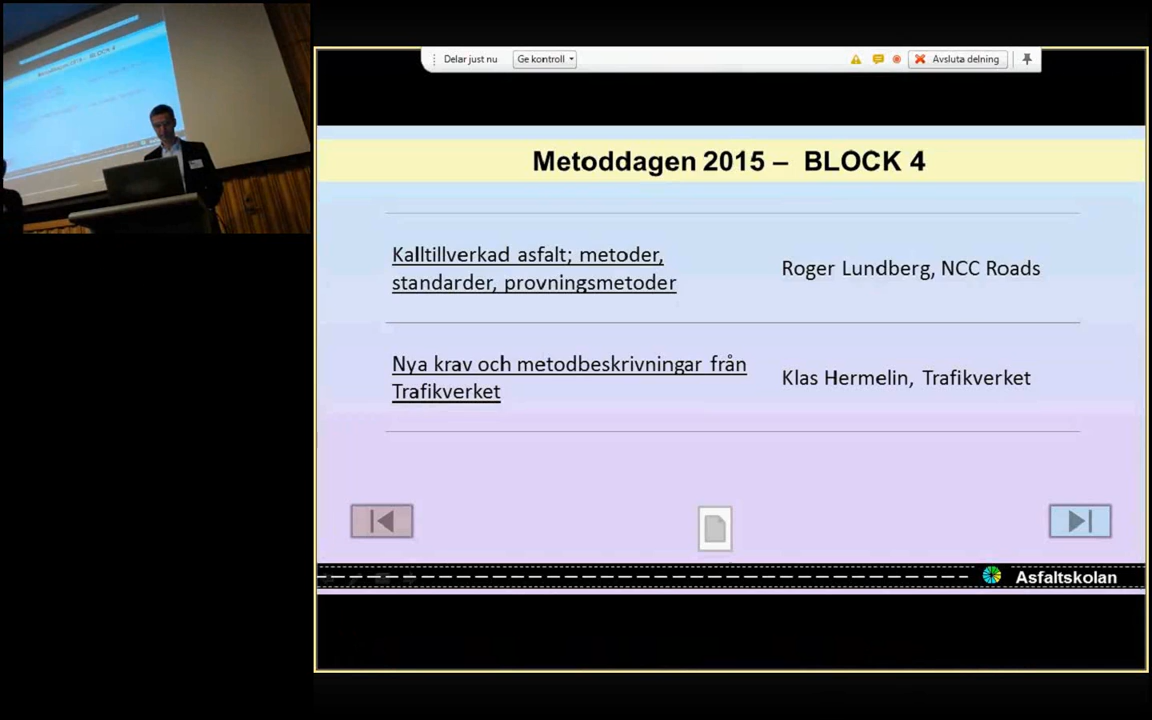 Delar just nu
Ge kontroll
Avsluta delning
Metoddagen 2015 – BLOCK 4
Kalltillverkad asfalt; metoder,
standarder, provningsmetoder
Roger Lundberg, NCC Roads
Nya krav och metodbeskrivningar från
Trafikverket
Klas Hermelin, Trafikverket
Asfaltskolan